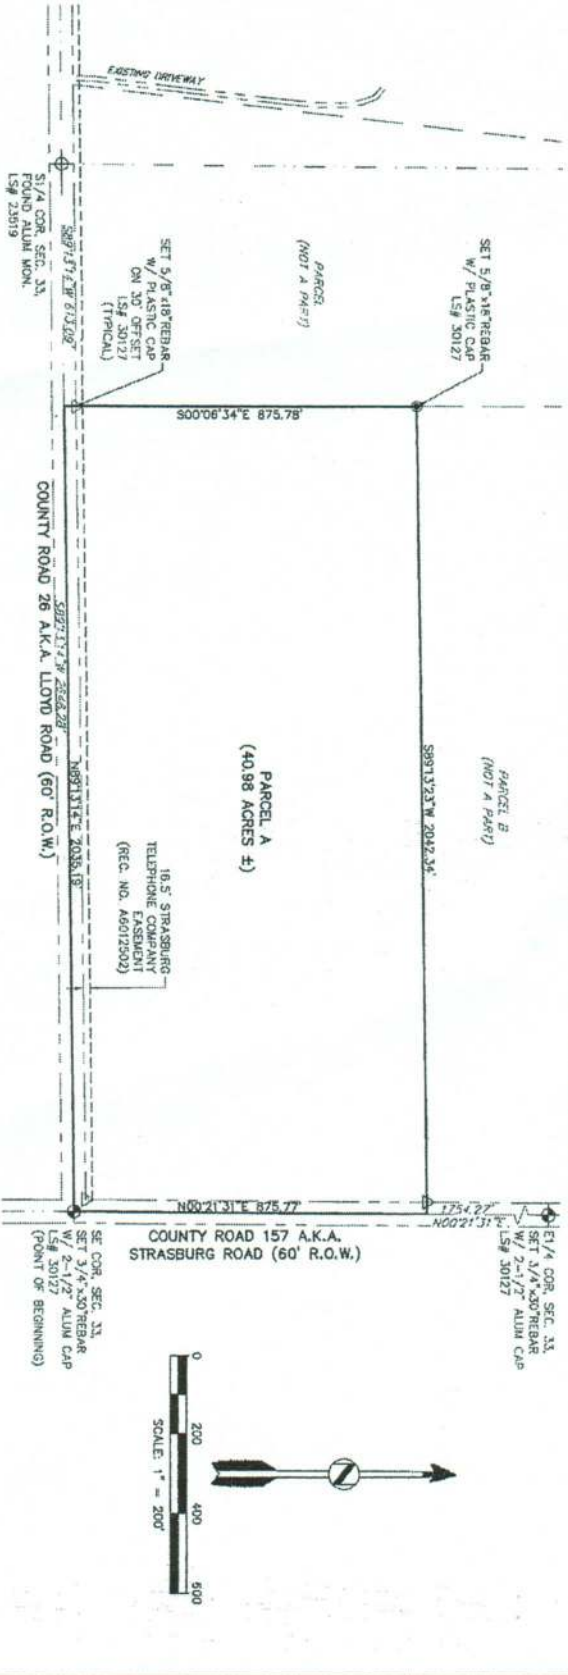 EXISTING DRIVEWAY
S1/4 COR. SEC. 33,
FOUND ALUM MON.
LS# 23519
S89°13'14"W 613.09'
SET 5/8"x18"REBAR
W/ PLASTIC CAP
ON 30' OFFSET
LS# 30127
(TYPICAL)
PARCEL
(NOT A PART)
SET 5/8"x18"REBAR
W/ PLASTIC CAP
LS# 30127
S00°06'34"E 875.78'
COUNTY ROAD 26 A.K.A. LLOYD ROAD (60' R.O.W.)
S89°13'14"W 2648.28'
N89°13'14"E 2035.19'
PARCEL A
(40.98 ACRES ±)
S89°13'23"W 2042.34'
PARCEL B
(NOT A PART)
16.5' STRASBURG
TELEPHONE COMPANY
EASEMENT
(REC. NO. A6012502)
N00°21'31"E 875.77'
1754.27'
N00°21'31"E
COUNTY ROAD 157 A.K.A.
STRASBURG ROAD (60' R.O.W.)
E1/4 COR. SEC. 33,
SET 3/4"x30"REBAR
W/ 2-1/2" ALUM CAP
LS# 30127
SE COR. SEC. 33,
SET 3/4"x30"REBAR
W/ 2-1/2" ALUM CAP
LS# 30127
(POINT OF BEGINNING)
0 200 400 600
SCALE: 1" = 200'
N